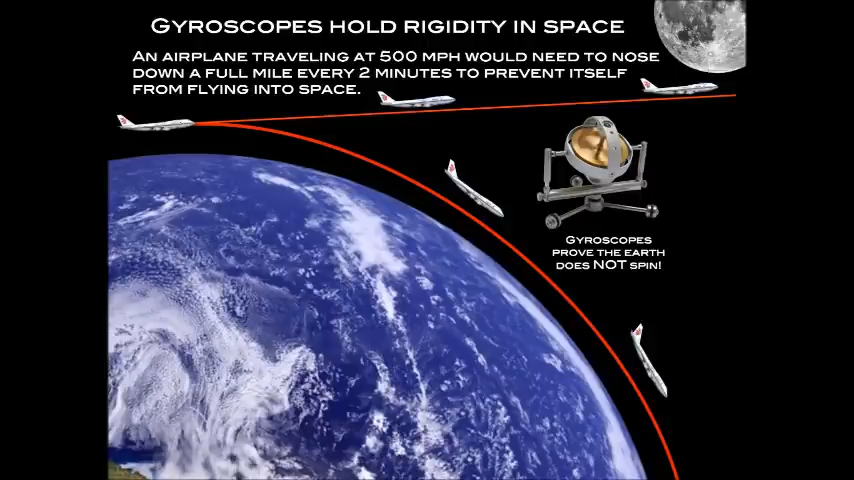 Gyroscopes hold rigidity in space
An airplane traveling at 500 mph would need to nose
down a full mile every 2 minutes to prevent itself
from flying into space.
Gyroscopes
prove the earth
does NOT spin!